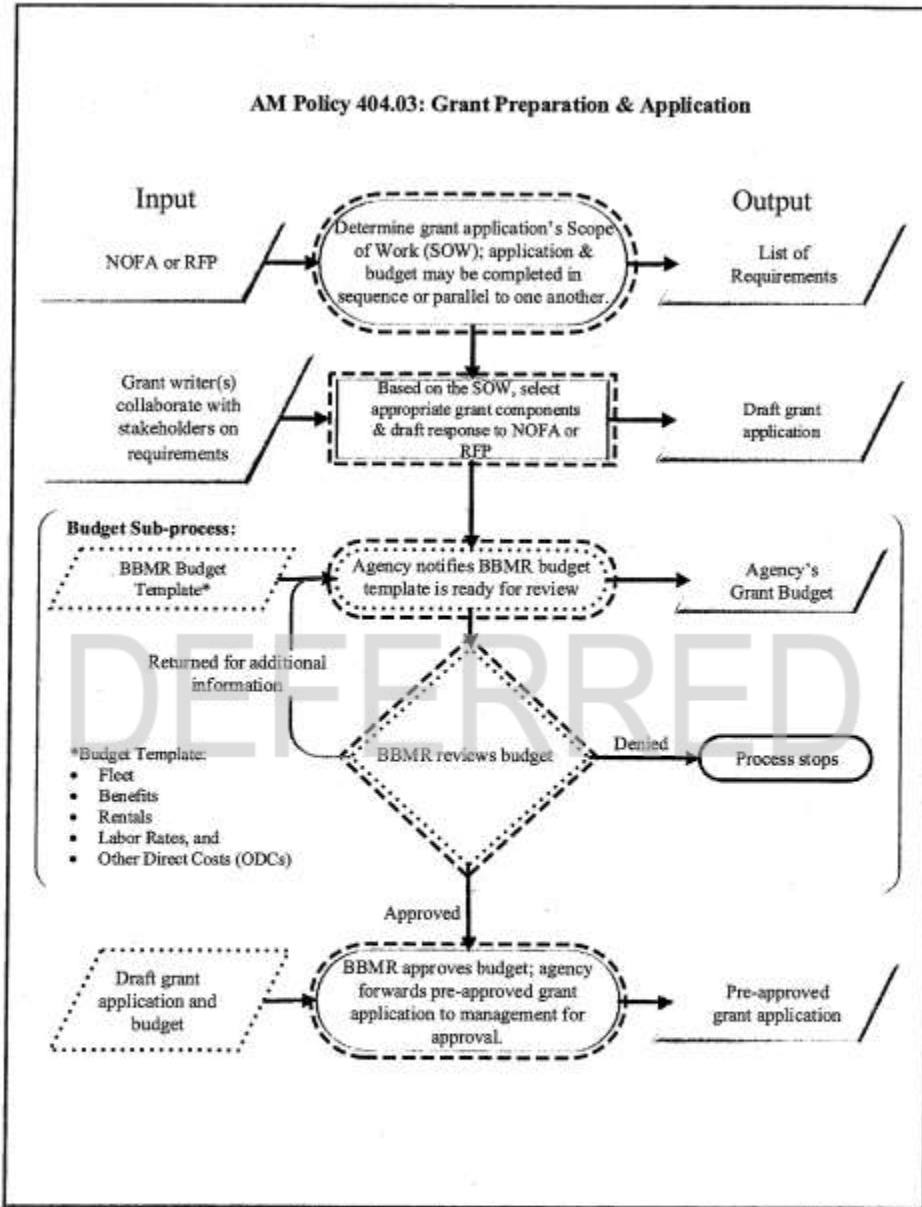 AM Policy 404.03: Grant Preparation & Application
Input
Output
NOFA or RFP
Determine grant application's Scope
of Work (SOW); application &
budget may be completed in
sequence or parallel to one another.
List of
Requirements
Grant writer(s)
collaborate with
stakeholders on
requirements
Based on the SOW, select
appropriate grant components
& draft response to NOFA or
RFP
Draft grant
application
Budget Sub-process:
BBMR Budget
Template*
Agency notifies BBMR budget
template is ready for review
Agency's
Grant Budget
DEFERRED
Returned for additional
information
BBMR reviews budget
Denied
Process stops
*Budget Template:
• Fleet
• Benefits
• Rentals
• Labor Rates, and
• Other Direct Costs (ODCs)
Approved
Draft grant
application and
budget
BBMR approves budget; agency
forwards pre-approved grant
application to management for
approval.
Pre-approved
grant application